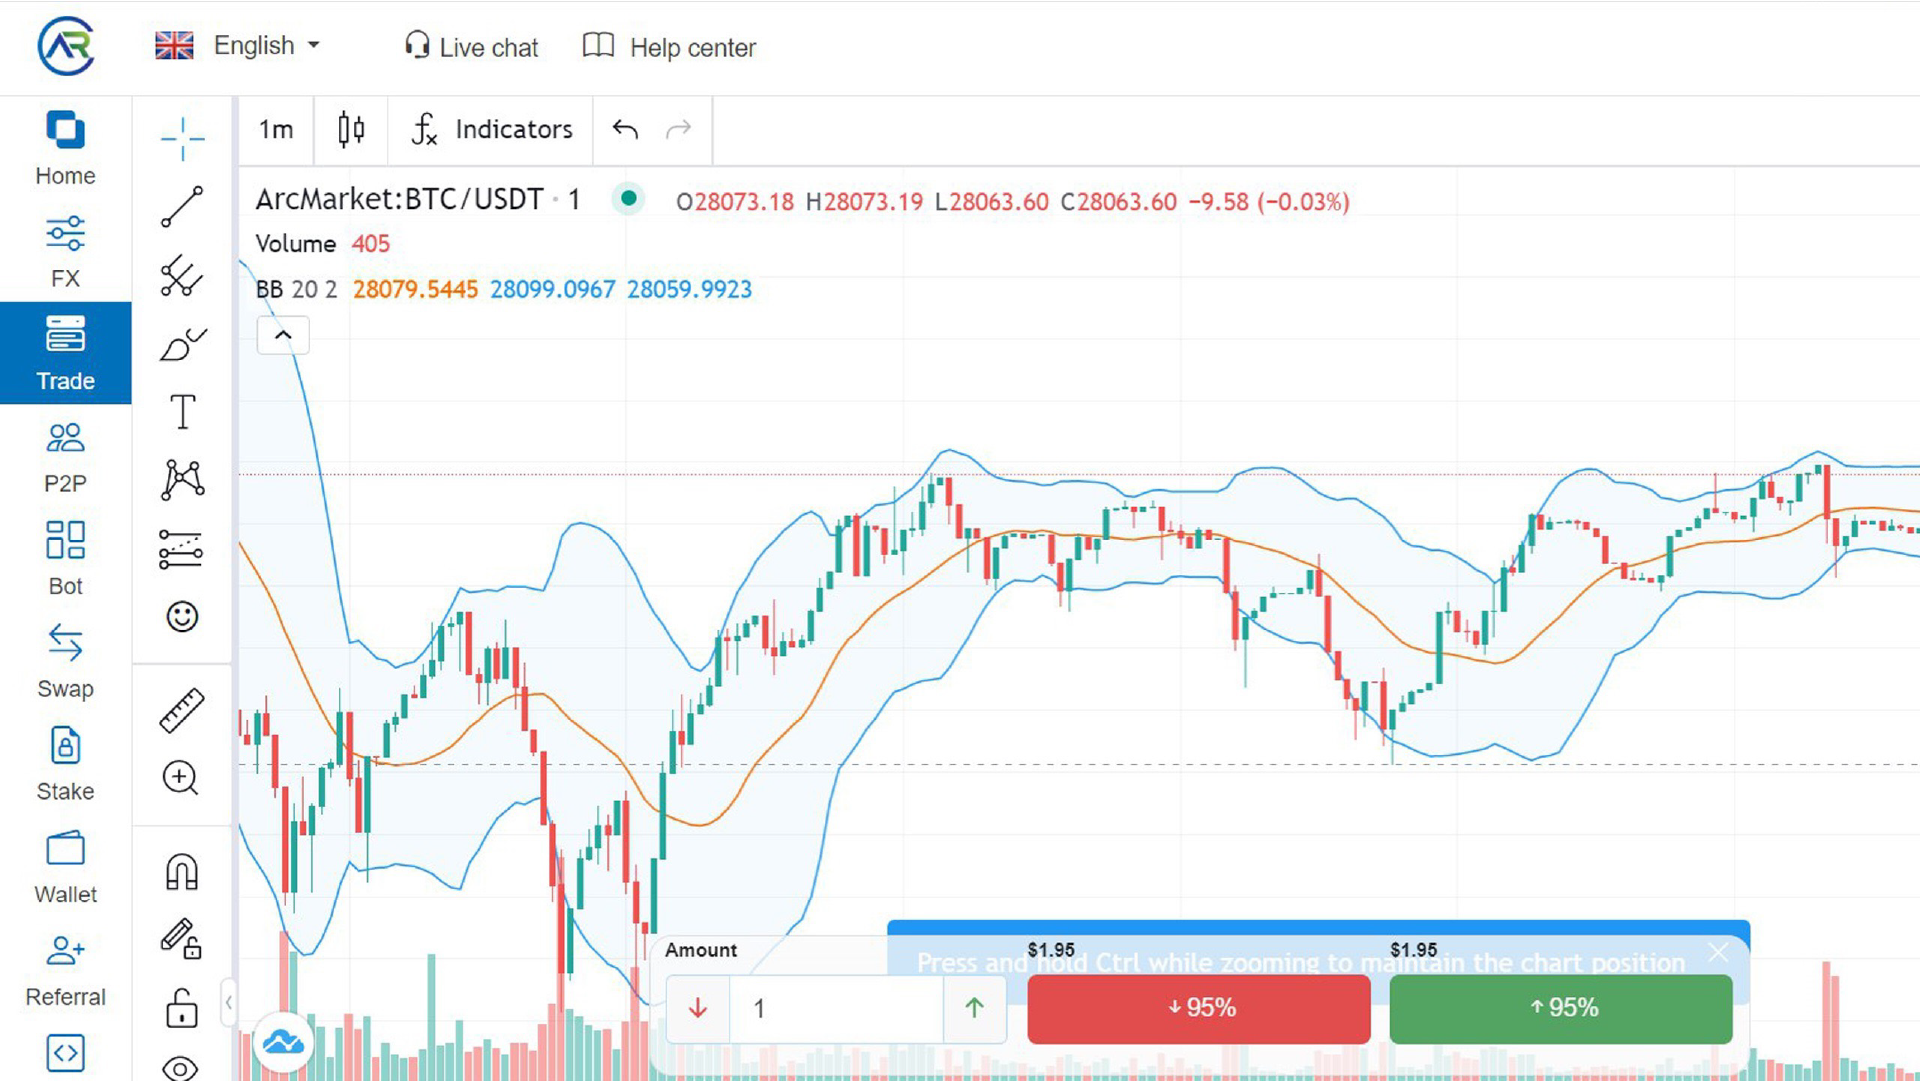 AR
English
Live chat
Help center
Home
FX
Trade
P2P
Bot
Swap
Stake
Wallet
Referral
1m
fx Indicators
T
ArcMarket:BTC/USDT · 1
O28073.18 H28073.19 L28063.60 C28063.60 −9.58 (−0.03%)
Volume 405
BB 20 2 28079.5445 28099.0967 28059.9923
Press and hold Ctrl while zooming to maintain the chart position
Amount
1
$1.95
↓ 95%
$1.95
↑ 95%